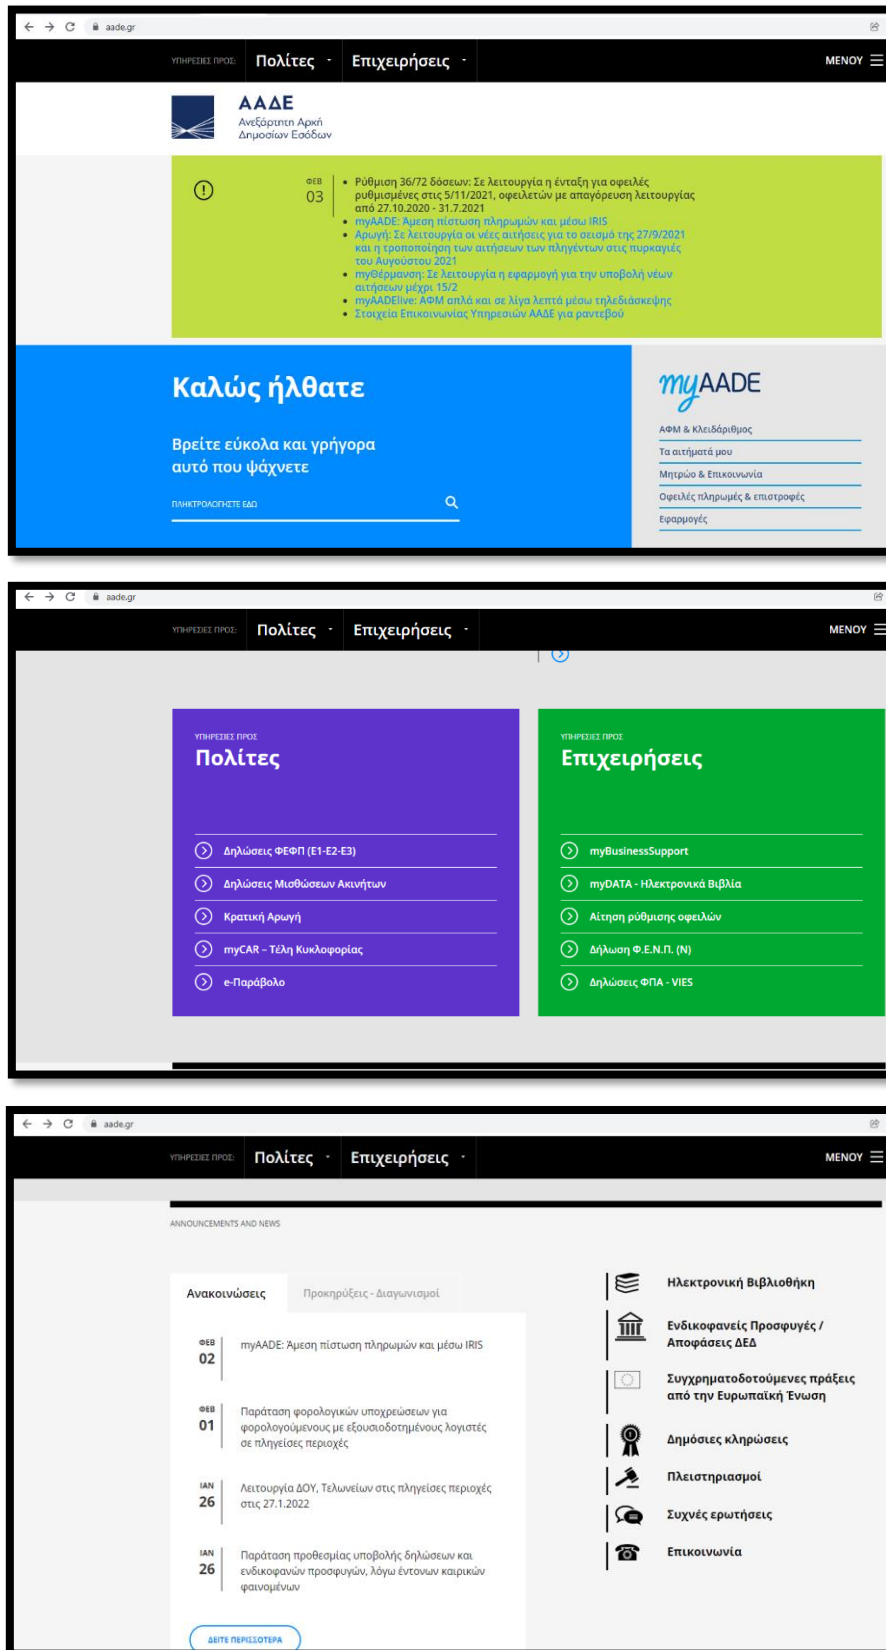 aade.gr
ΥΠΗΡΕΣΙΕΣ ΠΡΟΣ: Πολίτες Επιχειρήσεις ΜΕΝΟΥ
ΑΑΔΕ
Ανεξάρτητη Αρχή
Δημοσίων Εσόδων
ΦΕΒ
03
• Ρύθμιση 36/72 δόσεων: Σε λειτουργία η ένταξη για οφειλές
ρυθμισμένες στις 5/11/2021, οφειλετών με απαγόρευση λειτουργίας
από 27.10.2020 - 31.7.2021
• myAADE: Άμεση πίστωση πληρωμών και μέσω IRIS
• Αρωγή: Σε λειτουργία οι νέες αιτήσεις για το σεισμό της 27/9/2021
και η τροποποίηση των αιτήσεων των πληγέντων στις πυρκαγιές
του Αυγούστου 2021
• myΘέρμανση: Σε λειτουργία η εφαρμογή για την υποβολή νέων
αιτήσεων μέχρι 15/2
• myAADElive: ΑΦΜ απλά και σε λίγα λεπτά μέσω τηλεδιάσκεψης
• Στοιχεία Επικοινωνίας Υπηρεσιών ΑΑΔΕ για ραντεβού
Καλώς ήλθατε
Βρείτε εύκολα και γρήγορα
αυτό που ψάχνετε
ΠΛΗΚΤΡΟΛΟΓΗΣΤΕ ΕΔΩ
myAADE
ΑΦΜ & Κλειδάριθμος
Τα αιτήματά μου
Μητρώο & Επικοινωνία
Οφειλές πληρωμές & επιστροφές
Εφαρμογές
aade.gr
ΥΠΗΡΕΣΙΕΣ ΠΡΟΣ: Πολίτες Επιχειρήσεις ΜΕΝΟΥ
ΥΠΗΡΕΣΙΕΣ ΠΡΟΣ
Πολίτες
Δηλώσεις ΦΕΦΠ (Ε1-Ε2-Ε3)
Δηλώσεις Μισθώσεων Ακινήτων
Κρατική Αρωγή
myCAR – Τέλη Κυκλοφορίας
e-Παράβολο
ΥΠΗΡΕΣΙΕΣ ΠΡΟΣ
Επιχειρήσεις
myBusinessSupport
myDATA - Ηλεκτρονικά Βιβλία
Αίτηση ρύθμισης οφειλών
Δήλωση Φ.Ε.Ν.Π. (Ν)
Δηλώσεις ΦΠΑ - VIES
aade.gr
ΥΠΗΡΕΣΙΕΣ ΠΡΟΣ: Πολίτες Επιχειρήσεις ΜΕΝΟΥ
ANNOUNCEMENTS AND NEWS
Ανακοινώσεις Προκηρύξεις - Διαγωνισμοί
ΦΕΒ
02
myAADE: Άμεση πίστωση πληρωμών και μέσω IRIS
ΦΕΒ
01
Παράταση φορολογικών υποχρεώσεων για
φορολογούμενους με εξουσιοδοτημένους λογιστές
σε πληγείσες περιοχές
ΙΑΝ
26
Λειτουργία ΔΟΥ, Τελωνείων στις πληγείσες περιοχές
στις 27.1.2022
ΙΑΝ
26
Παράταση προθεσμίας υποβολής δηλώσεων και
ενδικοφανών προσφυγών, λόγω έντονων καιρικών
φαινομένων
ΔΕΙΤΕ ΠΕΡΙΣΣΟΤΕΡΑ
Ηλεκτρονική Βιβλιοθήκη
Ενδικοφανείς Προσφυγές /
Αποφάσεις ΔΕΔ
Συγχρηματοδοτούμενες πράξεις
από την Ευρωπαϊκή Ένωση
Δημόσιες κληρώσεις
Πλειστηριασμοί
Συχνές ερωτήσεις
Επικοινωνία